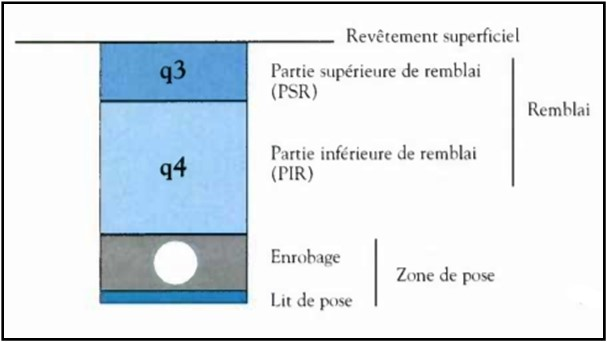 Revêtement superficiel
q3
Partie supérieure de remblai
(PSR)
Remblai
q4
Partie inférieure de remblai
(PIR)
Enrobage
Zone de pose
Lit de pose